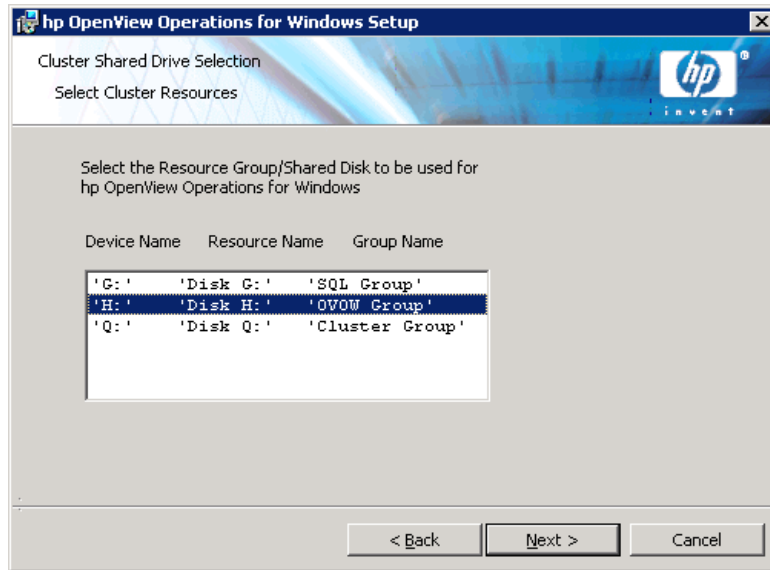 hp OpenView Operations for Windows Setup
Cluster Shared Drive Selection
Select Cluster Resources
hp ®
invent
Select the Resource Group/Shared Disk to be used for
hp OpenView Operations for Windows
Device Name Resource Name Group Name
'G:' 'Disk G:' 'SQL Group'
'H:' 'Disk H:' 'OVOW Group'
'Q:' 'Disk Q:' 'Cluster Group'
< Back Next > Cancel